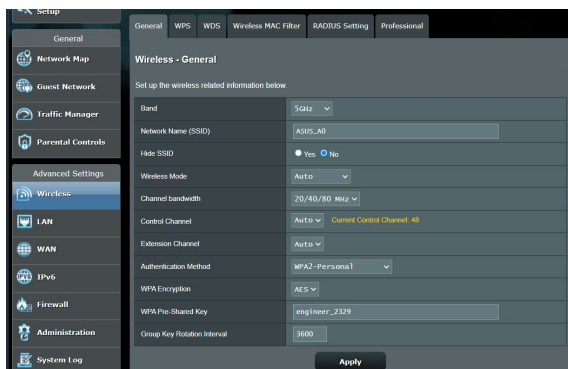 Setup
General WPS WDS Wireless MAC Filter RADIUS Setting Professional
General
Network Map
Guest Network
Traffic Manager
Parental Controls
Advanced Settings
Wireless
LAN
WAN
IPv6
Firewall
Administration
System Log
Wireless - General
Set up the wireless related information below.
Band 5GHz
Network Name (SSID) ASUS_A0
Hide SSID Yes No
Wireless Mode Auto
Channel bandwidth 20/40/80 MHz
Control Channel Auto Current Control Channel: 48
Extension Channel Auto
Authentication Method WPA2-Personal
WPA Encryption AES
WPA Pre-Shared Key engineer_2329
Group Key Rotation Interval 3600
Apply